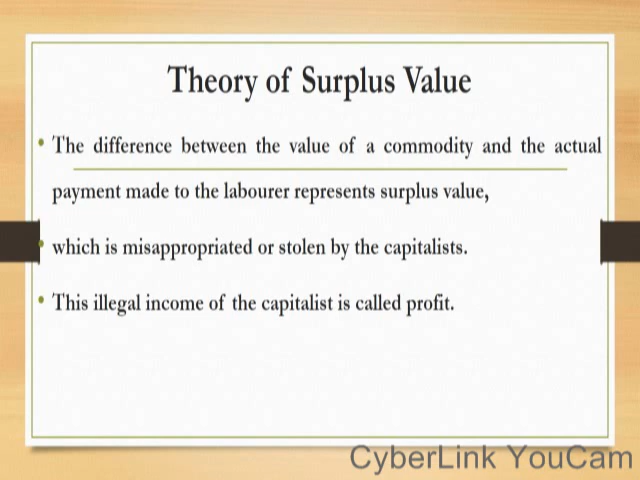 Theory of Surplus Value
• The difference between the value of a commodity and the actual
payment made to the labourer represents surplus value,
• which is misappropriated or stolen by the capitalists.
• This illegal income of the capitalist is called profit.
CyberLink YouCam